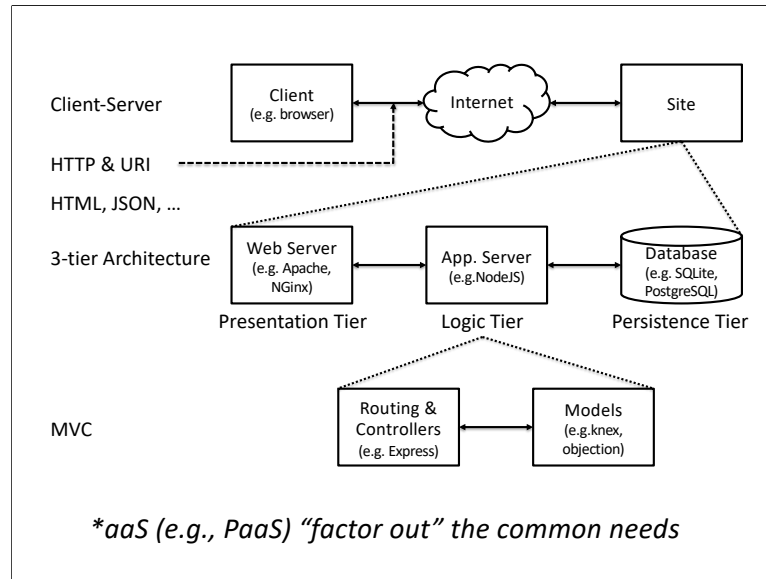 Client-Server
Client
(e.g. browser)
Internet
Site
HTTP & URI
HTML, JSON, …
3-tier Architecture
Web Server
(e.g. Apache,
NGinx)
App. Server
(e.g.NodeJS)
Database
(e.g. SQLite,
PostgreSQL)
Presentation Tier
Logic Tier
Persistence Tier
MVC
Routing &
Controllers
(e.g. Express)
Models
(e.g.knex,
objection)
*aaS (e.g., PaaS) “factor out” the common needs